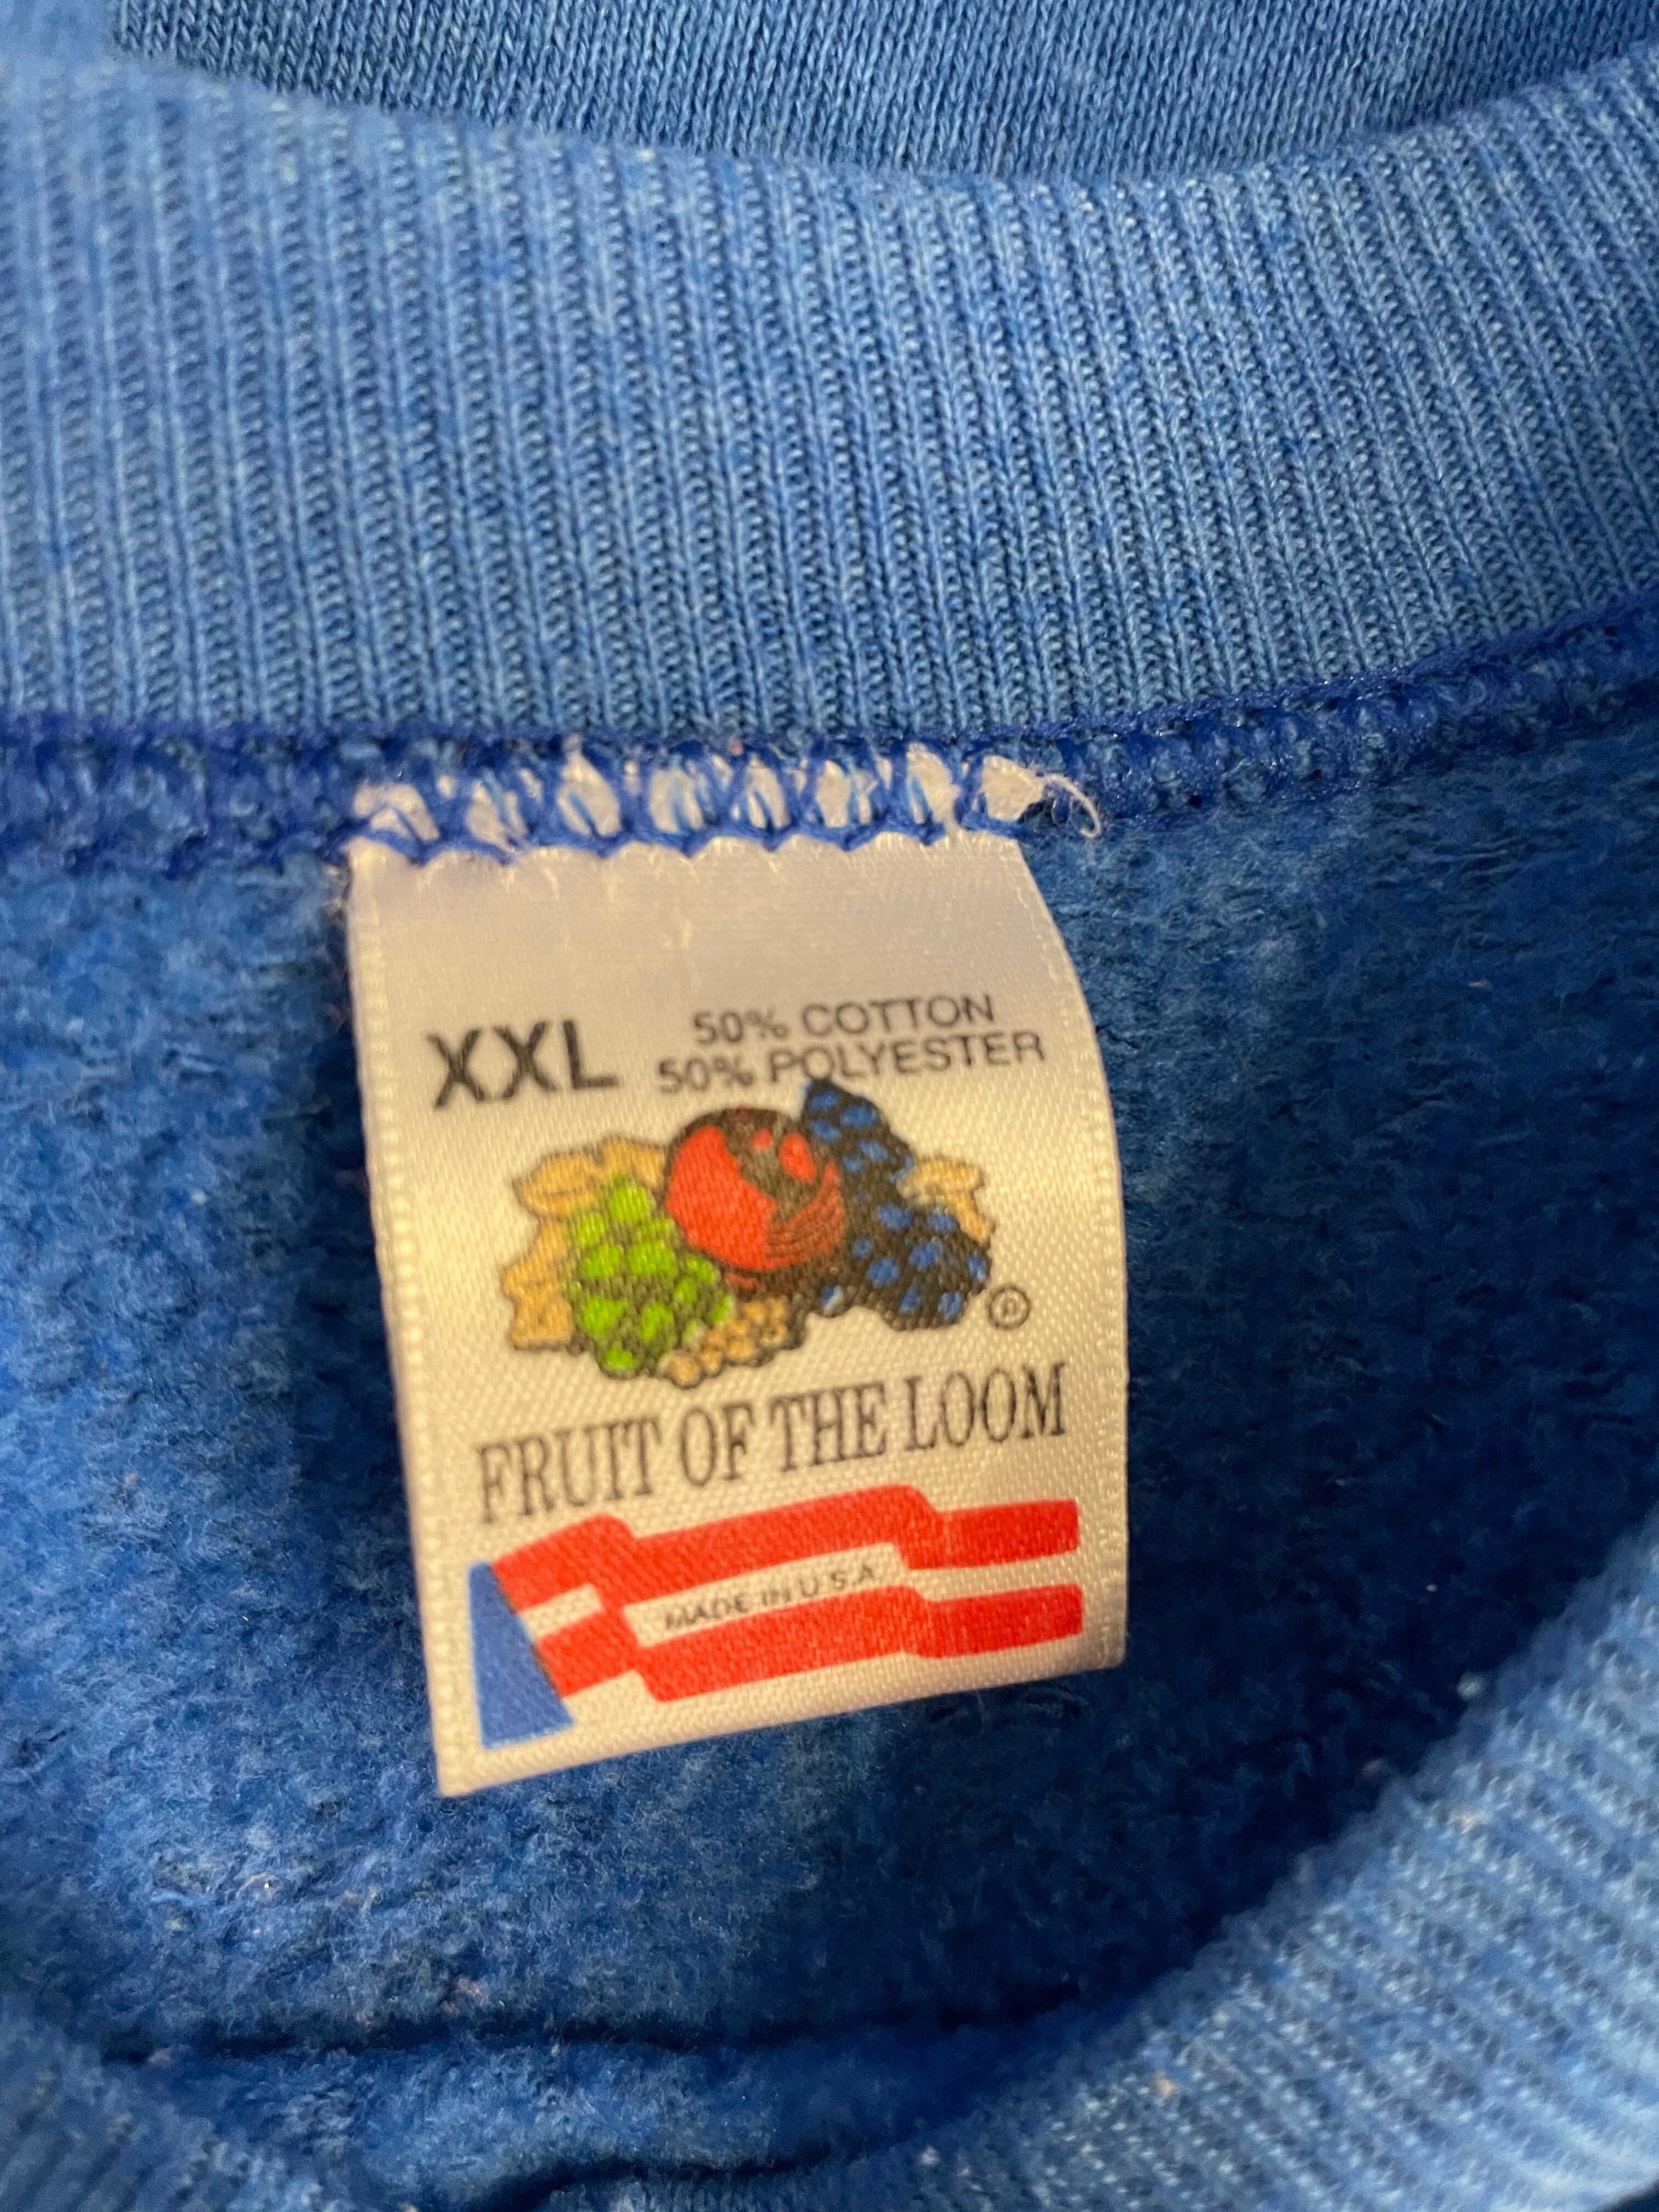 XXL
50% COTTON
50% POLYESTER
®
FRUIT OF THE LOOM
MADE IN U.S.A.